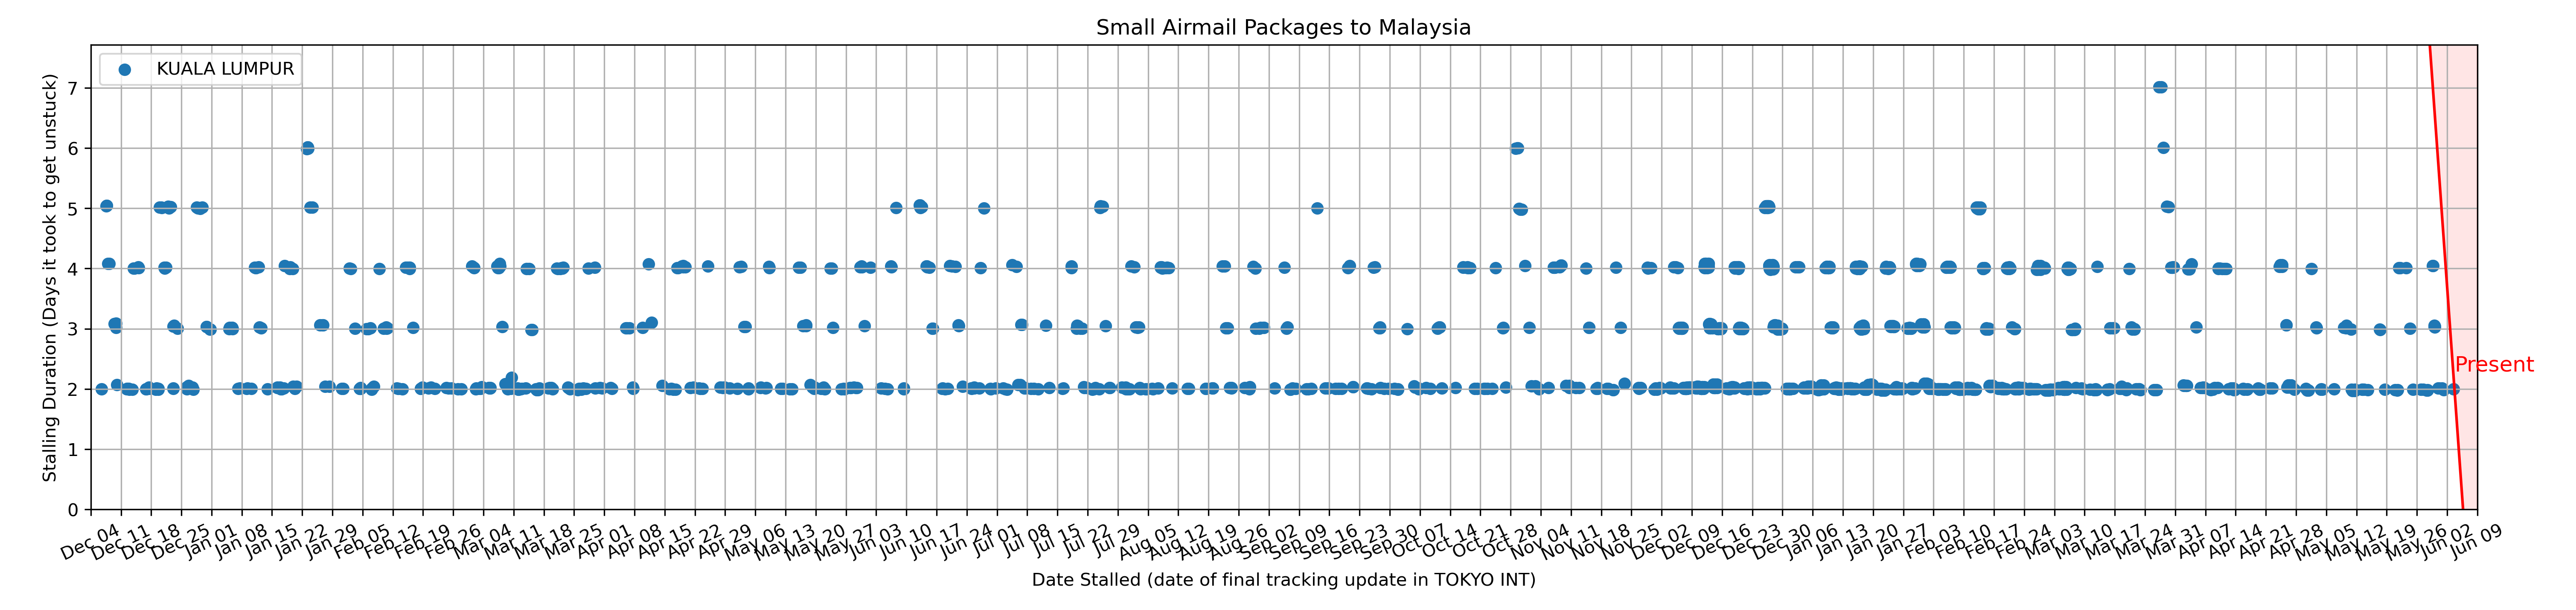 Small Airmail Packages to Malaysia
KUALA LUMPUR
Stalling Duration (Days it took to get unstuck)
7
6
5
4
3
2
1
0
Present
Dec 04
Dec 11
Dec 18
Dec 25
Jan 01
Jan 08
Jan 15
Jan 22
Jan 29
Feb 05
Feb 12
Feb 19
Feb 26
Mar 04
Mar 11
Mar 18
Mar 25
Apr 01
Apr 08
Apr 15
Apr 22
Apr 29
May 06
May 13
May 20
May 27
Jun 03
Jun 10
Jun 17
Jun 24
Jul 01
Jul 08
Jul 15
Jul 22
Jul 29
Aug 05
Aug 12
Aug 19
Aug 26
Sep 02
Sep 09
Sep 16
Sep 23
Sep 30
Oct 07
Oct 14
Oct 21
Oct 28
Nov 04
Nov 11
Nov 18
Nov 25
Dec 02
Dec 09
Dec 16
Dec 23
Dec 30
Jan 06
Jan 13
Jan 20
Jan 27
Feb 03
Feb 10
Feb 17
Feb 24
Mar 03
Mar 10
Mar 17
Mar 24
Mar 31
Apr 07
Apr 14
Apr 21
Apr 28
May 05
May 12
May 19
May 26
Jun 02
Jun 09
Date Stalled (date of final tracking update in TOKYO INT)